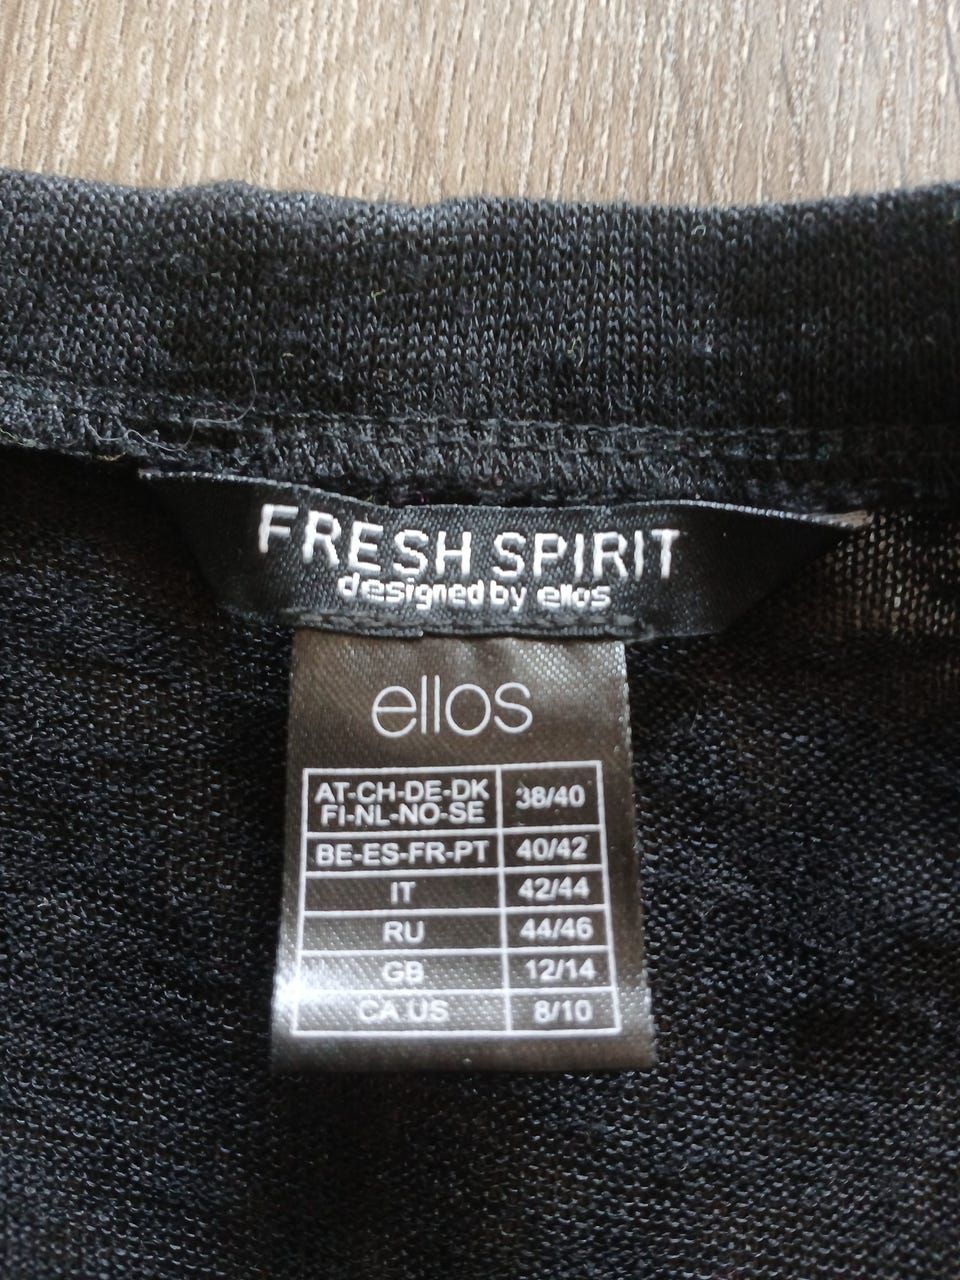 FRESH SPIRIT
designed by ellos
ellos
AT-CH-DE-DK
FI-NL-NO-SE 38/40
BE-ES-FR-PT 40/42
IT 42/44
RU 44/46
GB 12/14
CA US 8/10